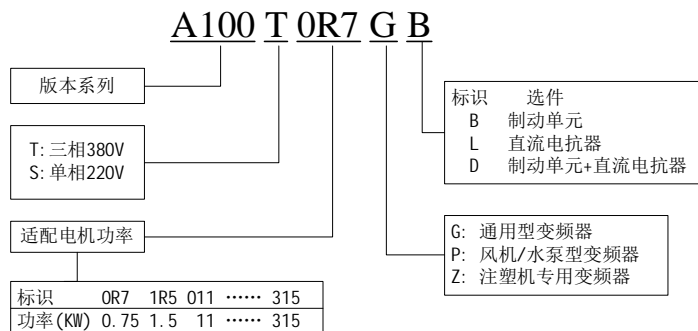 A100 T 0R7 G B
版本系列
T:三相380V
S:单相220V
适配电机功率
标识 0R7 1R5 011 …… 315
功率(KW) 0.75 1.5 11 …… 315
标识 选件
B 制动单元
L 直流电抗器
D 制动单元+直流电抗器
G: 通用型变频器
P: 风机/水泵型变频器
Z: 注塑机专用变频器